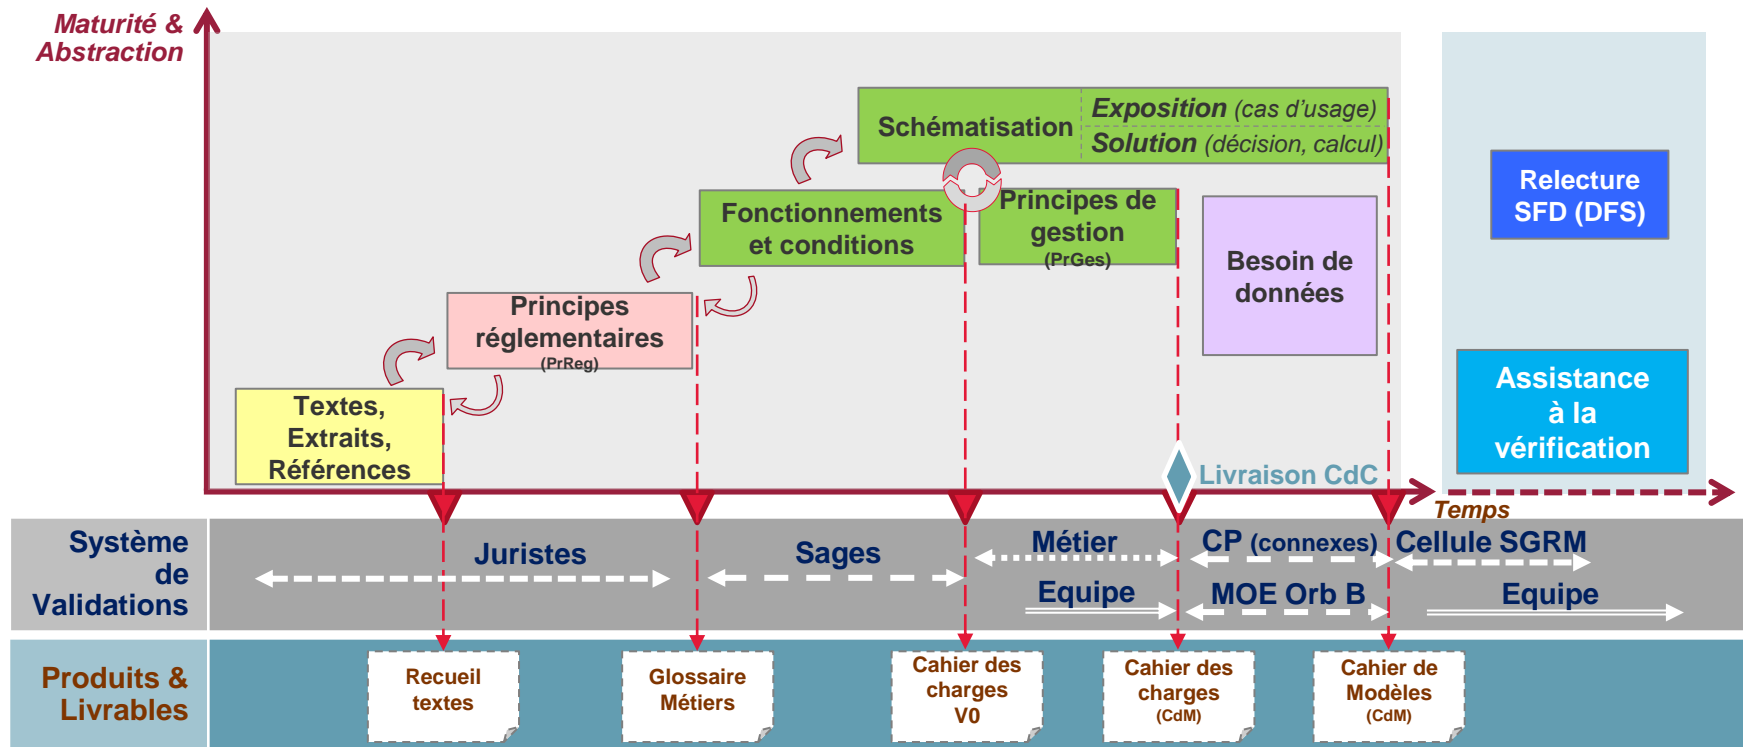 Maturité &
Abstraction
Schématisation
Exposition (cas d'usage)
Solution (décision, calcul)
Fonctionnements
et conditions
Principes de
gestion
(PrGes)
Besoin de
données
Principes
réglementaires
(PrReg)
Textes,
Extraits,
Références
Relecture
SFD (DFS)
Assistance
à la
vérification
Livraison CdC
Temps
Système
de
Validations
Juristes
Sages
Métier
CP (connexes)
Cellule SGRM
Equipe
MOE Orb B
Equipe
Produits &
Livrables
Recueil
textes
Glossaire
Métiers
Cahier des
charges
V0
Cahier des
charges
(CdM)
Cahier de
Modèles
(CdM)